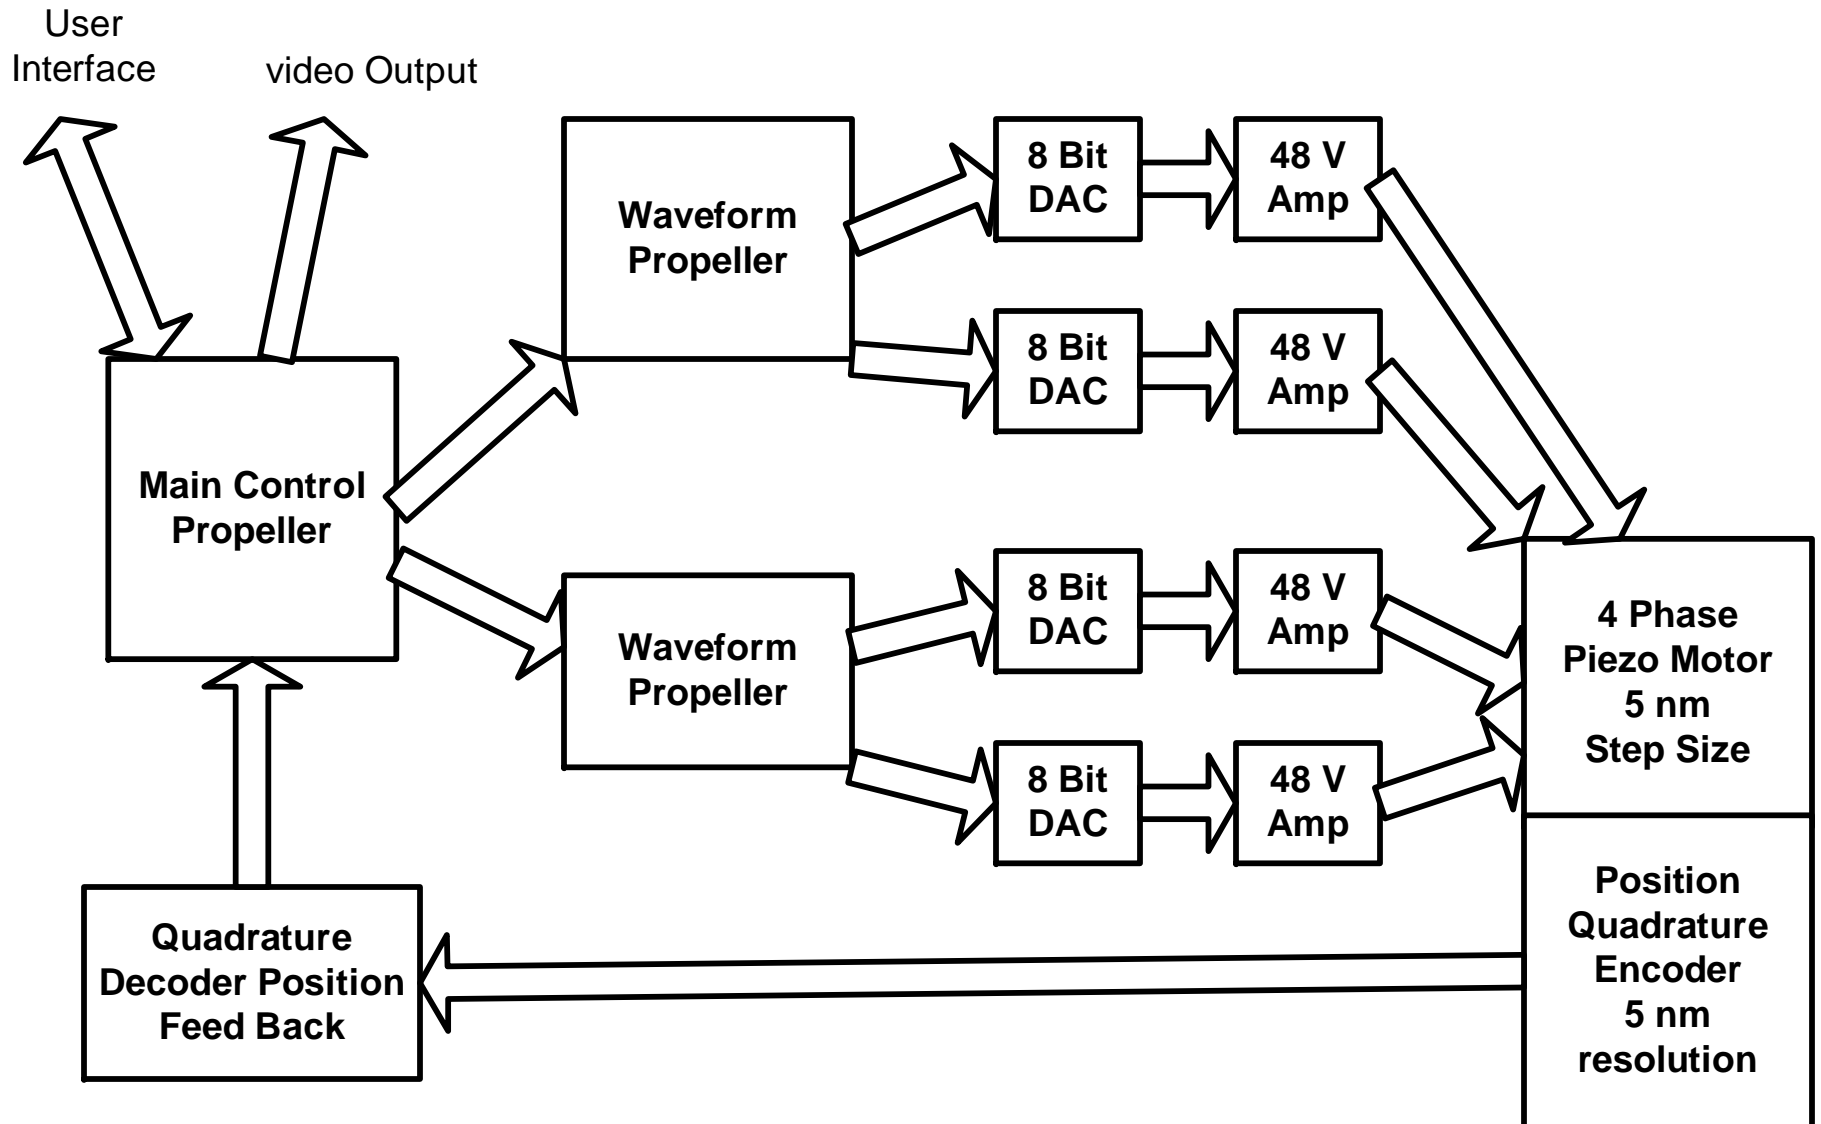 User
Interface
video Output
Waveform
Propeller
8 Bit
DAC
48 V
Amp
8 Bit
DAC
48 V
Amp
Main Control
Propeller
Waveform
Propeller
8 Bit
DAC
48 V
Amp
8 Bit
DAC
48 V
Amp
4 Phase
Piezo Motor
5 nm
Step Size
Quadrature
Decoder Position
Feed Back
Position
Quadrature
Encoder
5 nm
resolution